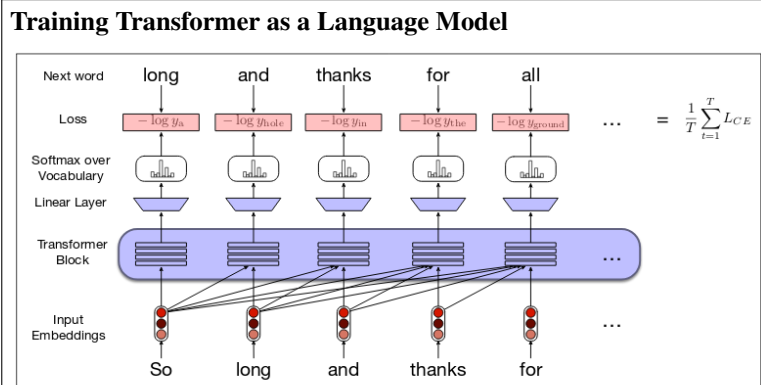 Training Transformer as a Language Model
Next word long and thanks for all
Loss − log y_a − log y_hole − log y_in − log y_the − log y_ground ... = 1/T ∑_{t=1}^{T} L_{CE}
Softmax over
Vocabulary
Linear Layer
Transformer
Block ...
Input
Embeddings ...
So long and thanks for